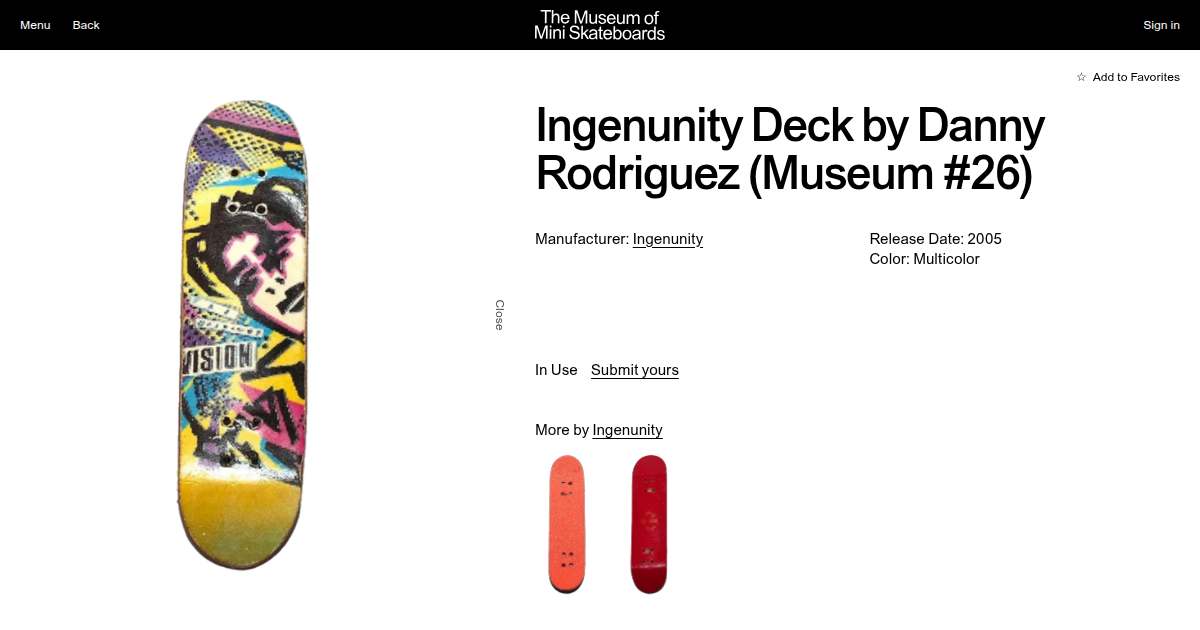 Menu
Back
The Museum of
Mini Skateboards
Sign in
☆ Add to Favorites
Ingenunity Deck by Danny
Rodriguez (Museum #26)
Manufacturer: Ingenunity
Release Date: 2005
Color: Multicolor
Close
VISION
In Use
Submit yours
More by Ingenunity